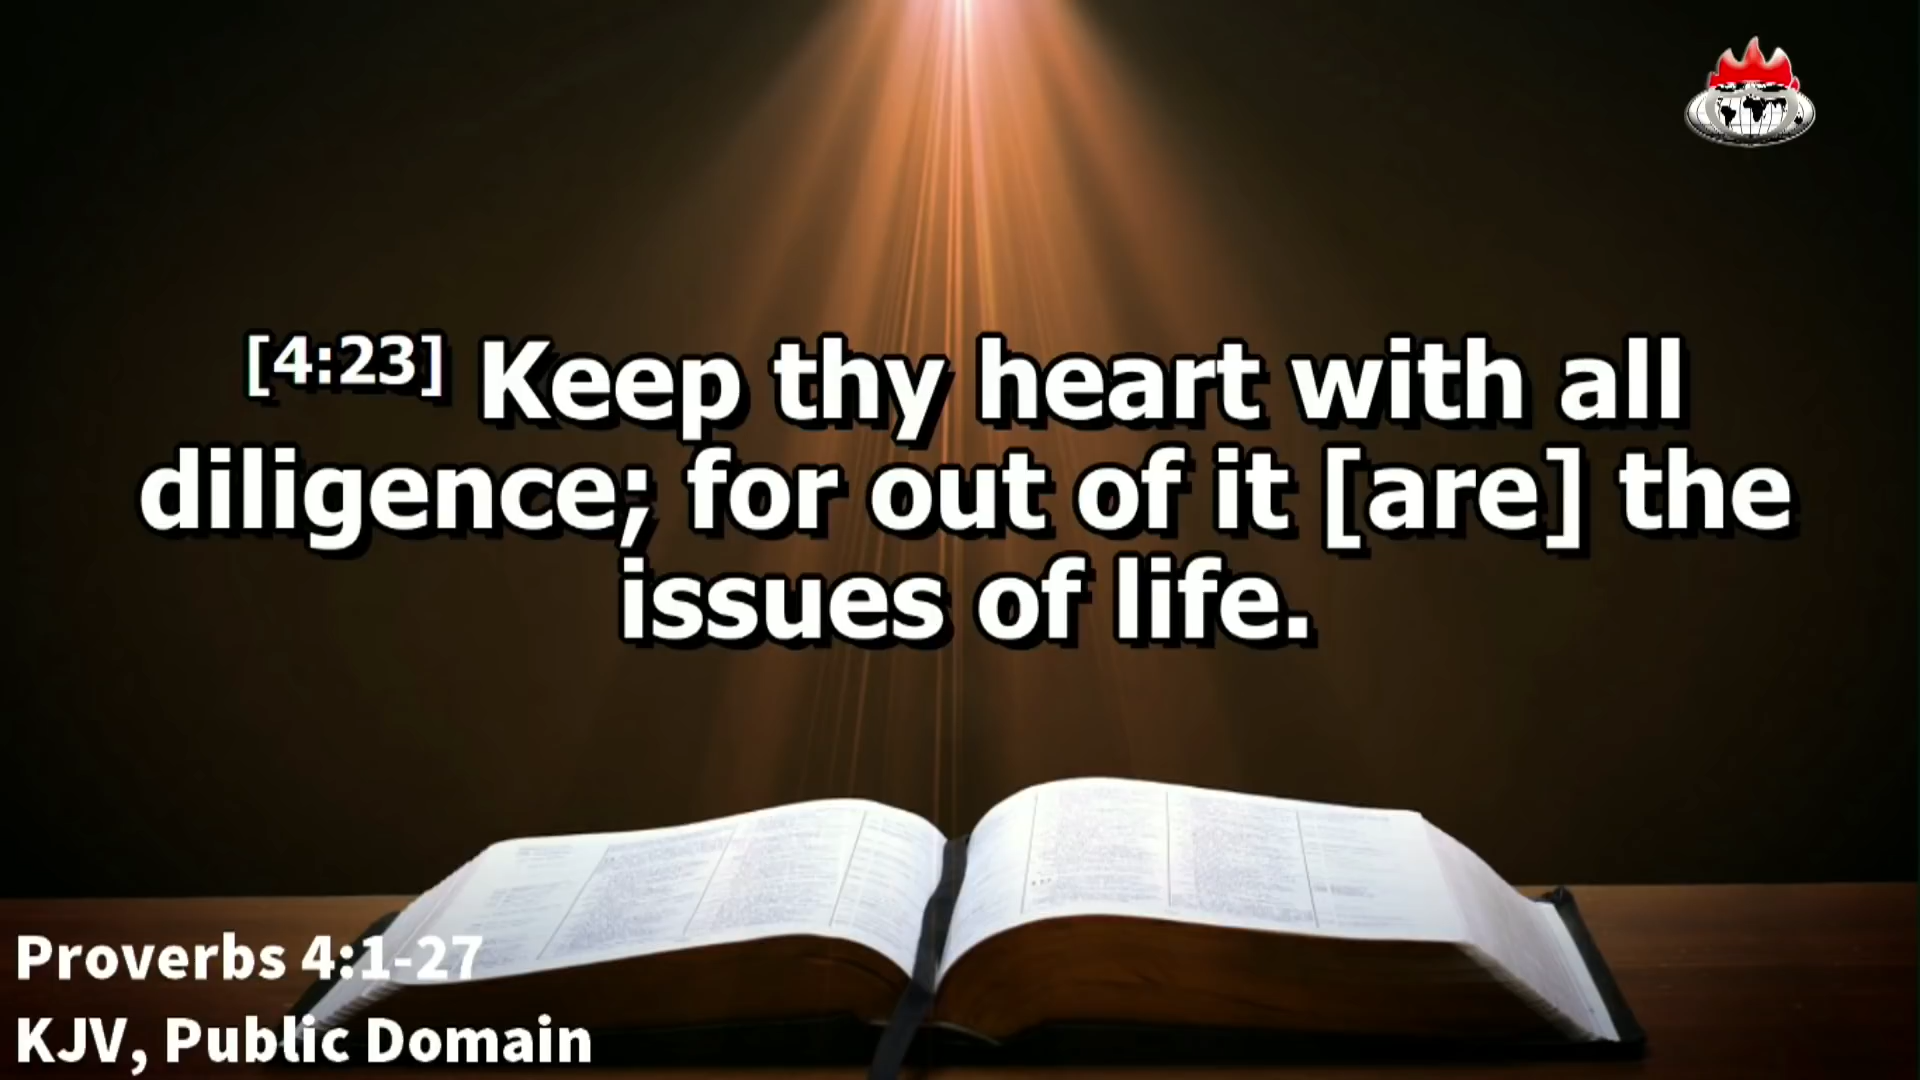 [4:23] Keep thy heart with all
diligence; for out of it [are] the
issues of life.
Proverbs 4:1-27
KJV, Public Domain